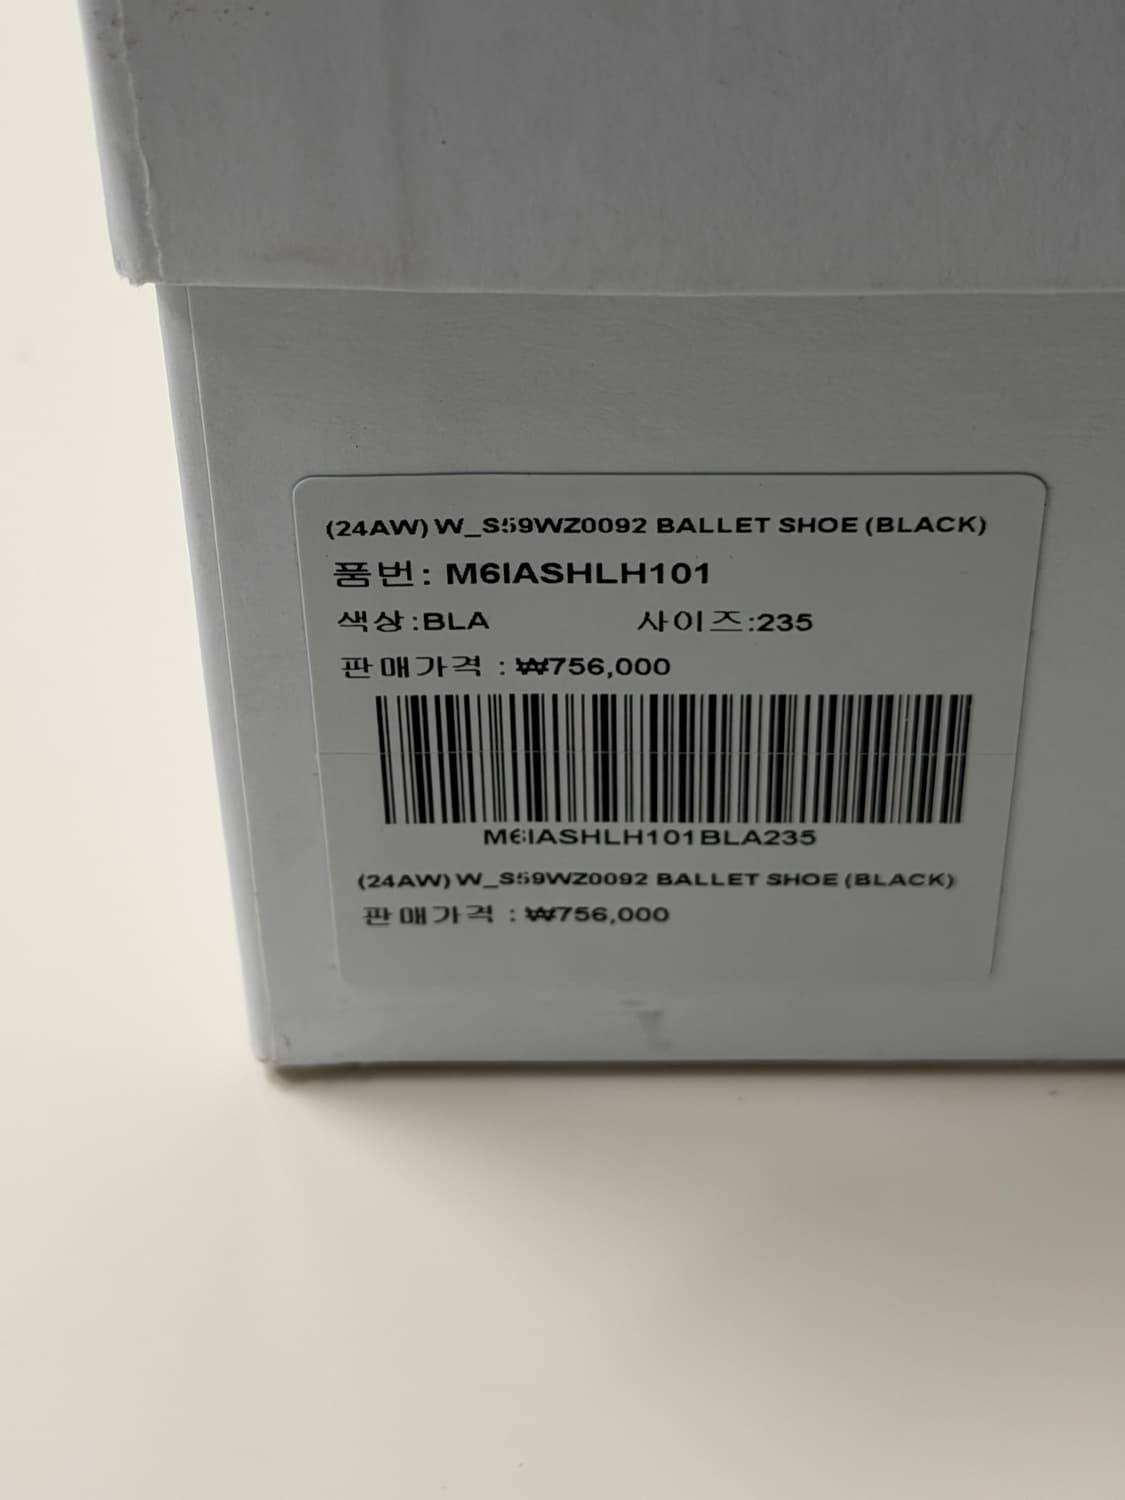 (24AW) W_S59WZ0092 BALLET SHOE (BLACK)
품번: M6IASHLH101
색상:BLA 사이즈:235
판매가격 : ₩756,000
M6IASHLH101BLA235
(24AW) W_S59WZ0092 BALLET SHOE (BLACK)
판매가격 : ₩756,000